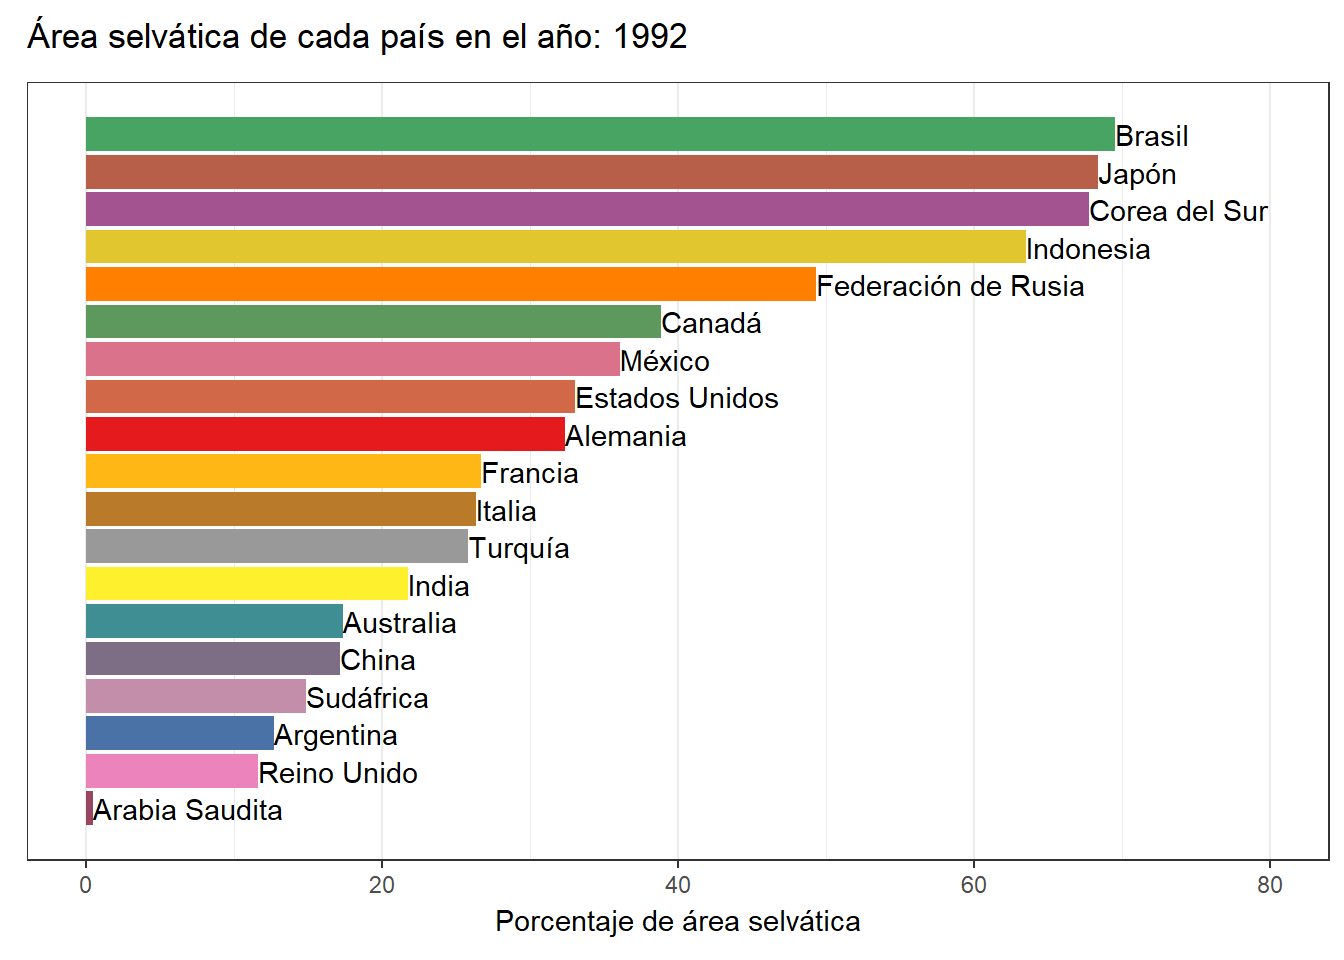 Área selvática de cada país en el año: 1992
Brasil
Japón
Corea del Sur
Indonesia
Federación de Rusia
Canadá
México
Estados Unidos
Alemania
Francia
Italia
Turquía
India
Australia
China
Sudáfrica
Argentina
Reino Unido
Arabia Saudita
0 20 40 60 80
Porcentaje de área selvática